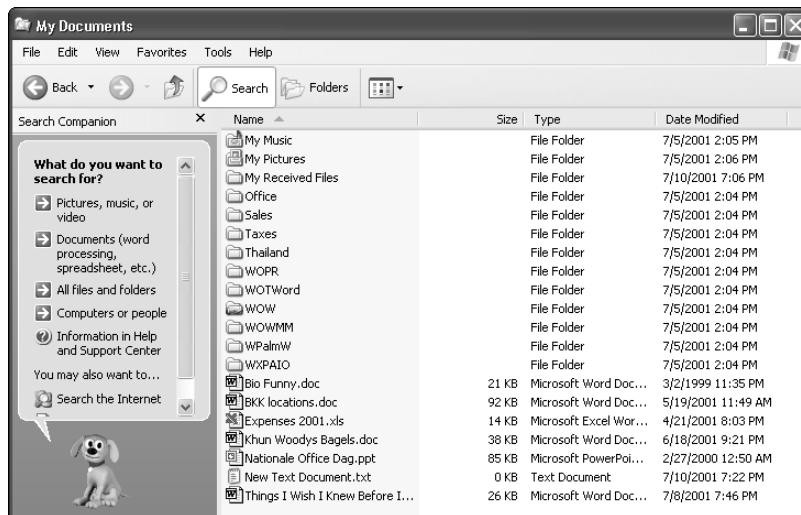 My Documents
File Edit View Favorites Tools Help
Back Search Folders
Search Companion
What do you want to
search for?
Pictures, music, or
video
Documents (word
processing,
spreadsheet, etc.)
All files and folders
Computers or people
Information in Help
and Support Center
You may also want to...
Search the Internet
Name Size Type Date Modified
My Music File Folder 7/5/2001 2:05 PM
My Pictures File Folder 7/5/2001 2:06 PM
My Received Files File Folder 7/10/2001 7:06 PM
Office File Folder 7/5/2001 2:04 PM
Sales File Folder 7/5/2001 2:04 PM
Taxes File Folder 7/5/2001 2:04 PM
Thailand File Folder 7/5/2001 2:04 PM
WOPR File Folder 7/5/2001 2:04 PM
WOTWord File Folder 7/5/2001 2:04 PM
WOW File Folder 7/5/2001 2:04 PM
WOWMM File Folder 7/5/2001 2:04 PM
WPalmW File Folder 7/5/2001 2:04 PM
WXPAIO File Folder 7/5/2001 2:04 PM
Bio Funny.doc 21 KB Microsoft Word Doc... 3/2/1999 11:35 PM
BKK locations.doc 92 KB Microsoft Word Doc... 5/19/2001 11:49 AM
Expenses 2001.xls 14 KB Microsoft Excel Wor... 4/21/2001 8:03 PM
Khun Woodys Bagels.doc 38 KB Microsoft Word Doc... 6/18/2001 9:21 PM
Nationale Office Dag.ppt 85 KB Microsoft PowerPoi... 2/27/2000 12:50 AM
New Text Document.txt 0 KB Text Document 7/10/2001 7:22 PM
Things I Wish I Knew Before I... 26 KB Microsoft Word Doc... 7/8/2001 7:46 PM